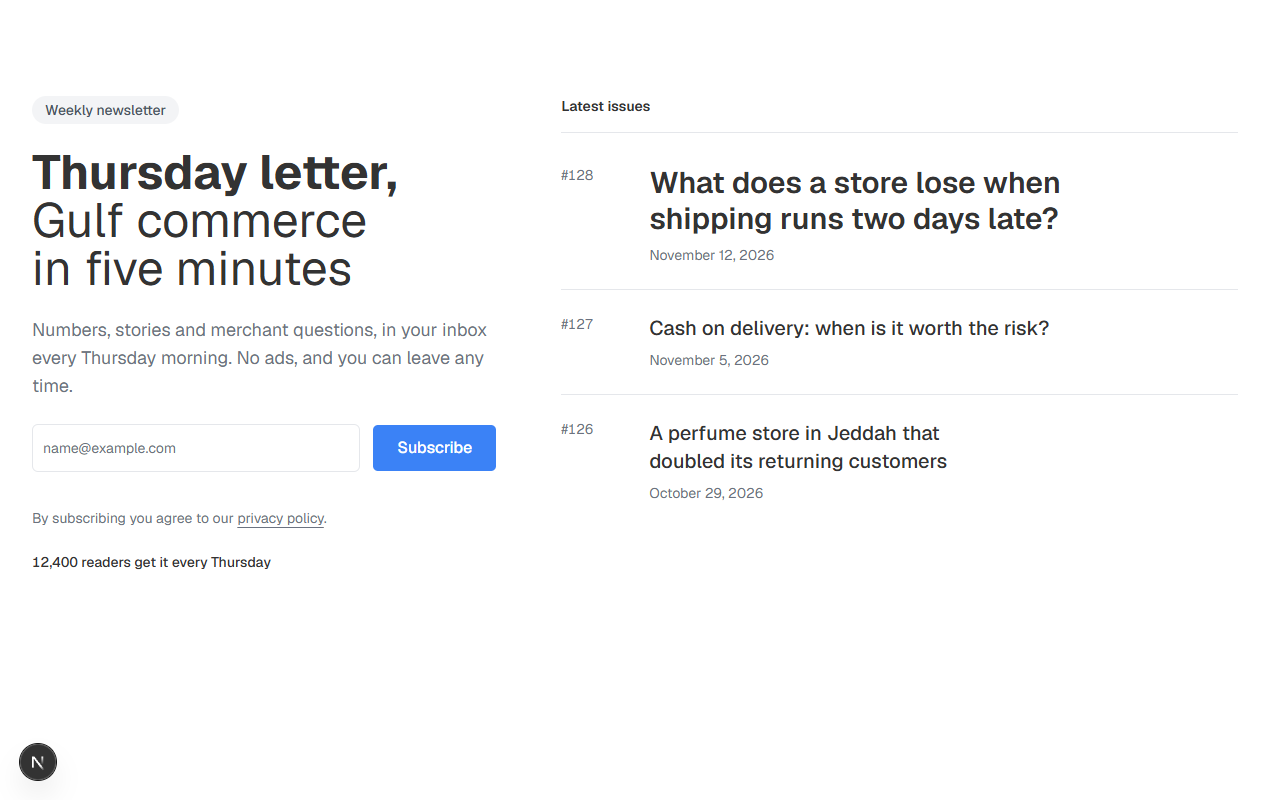 Weekly newsletter
Thursday letter,
Gulf commerce
in five minutes
Numbers, stories and merchant questions, in your inbox
every Thursday morning. No ads, and you can leave any
time.
name@example.com
Subscribe
By subscribing you agree to our privacy policy.
12,400 readers get it every Thursday
Latest issues
#128
What does a store lose when
shipping runs two days late?
November 12, 2026
#127
Cash on delivery: when is it worth the risk?
November 5, 2026
#126
A perfume store in Jeddah that
doubled its returning customers
October 29, 2026
N